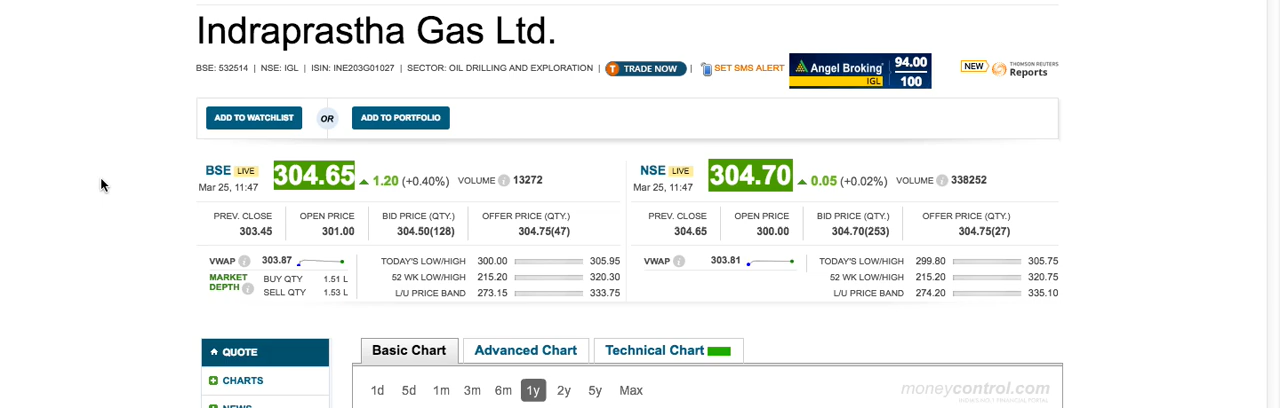 Indraprastha Gas Ltd.
BSE: 532514 | NSE: IGL | ISIN: INE203G01027 | SECTOR: OIL DRILLING AND EXPLORATION | TRADE NOW | SET SMS ALERT
Angel Broking IGL 94.00 100
NEW THOMSON REUTERS Reports
ADD TO WATCHLIST OR ADD TO PORTFOLIO
BSE LIVE 304.65 1.20 (+0.40%) VOLUME 13272
Mar 25, 11:47
PREV. CLOSE OPEN PRICE BID PRICE (QTY.) OFFER PRICE (QTY.)
303.45 301.00 304.50(128) 304.75(47)
VWAP 303.87 TODAY'S LOW/HIGH 300.00 305.95
MARKET DEPTH BUY QTY 1.51 L 52 WK LOW/HIGH 215.20 320.30
SELL QTY 1.53 L L/U PRICE BAND 273.15 333.75
NSE LIVE 304.70 0.05 (+0.02%) VOLUME 338252
Mar 25, 11:47
PREV. CLOSE OPEN PRICE BID PRICE (QTY.) OFFER PRICE (QTY.)
304.65 300.00 304.70(253) 304.75(27)
VWAP 303.81 TODAY'S LOW/HIGH 299.80 305.75
52 WK LOW/HIGH 215.20 320.75
L/U PRICE BAND 274.20 335.10
QUOTE
CHARTS
NEWS
Basic Chart Advanced Chart Technical Chart
1d 5d 1m 3m 6m 1y 2y 5y Max
moneycontrol.com